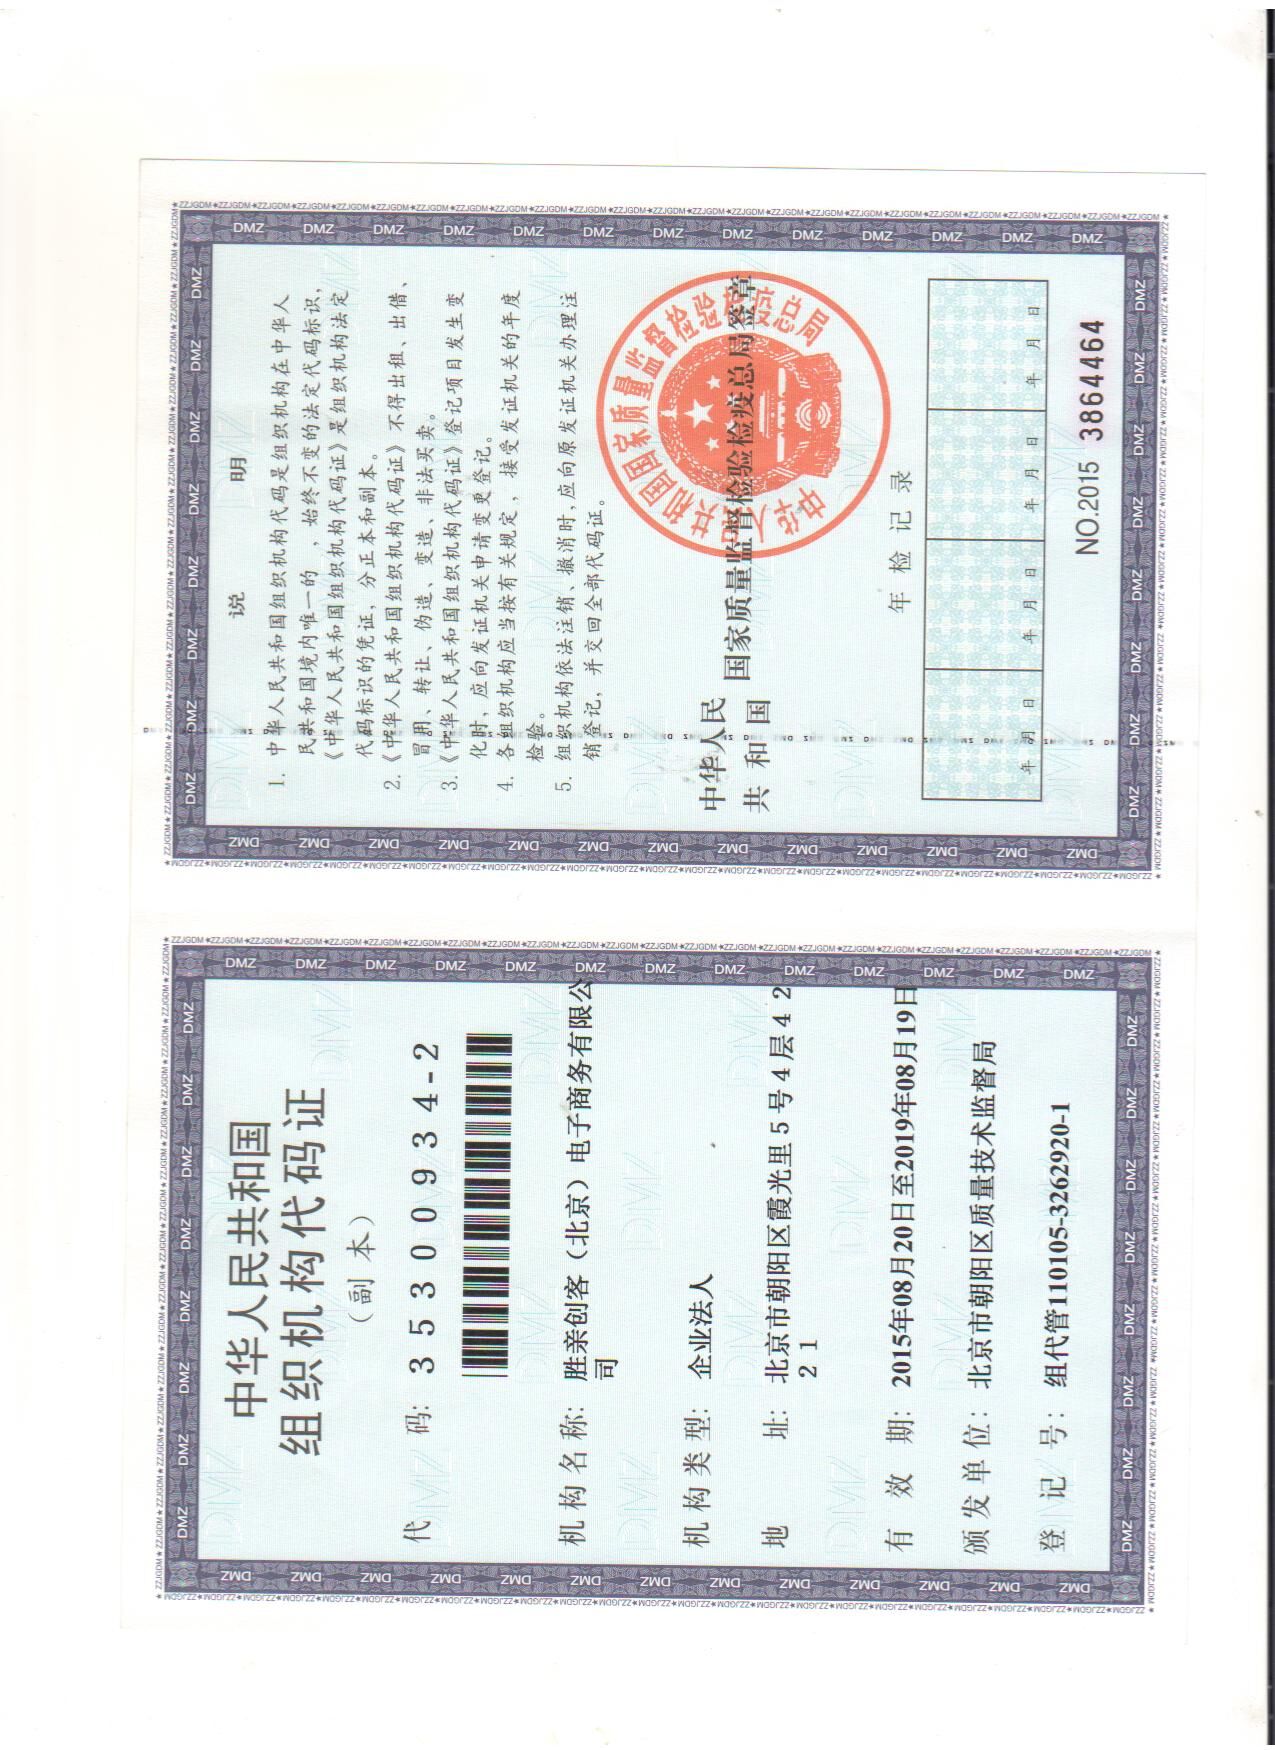 中华人民共和国
组织机构代码证
（副本）
代码：35300934-2
机构名称：胜亲创客（北京）电子商务有限公
司
机构类型：企业法人
地址：北京市朝阳区霞光里5号4层42
21
有效期：2015年08月20日至2019年08月19日
颁发单位：北京市朝阳区质量技术监督局
登记号：组代管110105-3262920-1
说明
1. 中华人民共和国组织机构代码是组织机构在中华人
民共和国境内唯一的、始终不变的法定代码标识，
《中华人民共和国组织机构代码证》是组织机构法定
代码标识的凭证，分正本和副本。
2.《中华人民共和国组织机构代码证》不得出租、出借、
冒用、转让、伪造、变造、非法买卖。
3.《中华人民共和国组织机构代码证》登记项目发生变
化时，应向发证机关申请变更登记。
4. 各组织机构应当按有关规定，接受发证机关的年度
检验。
5. 组织机构依法注销、撤消时，应向原发证机关办理注
销登记，并交回全部代码证。
中华人民
共和国
国家质量监督检验检疫总局签章
中华人民共和国国家质量监督检验检疫总局
年检记录
年 月 日 年 月 日 年 月 日 年 月 日
NO.2015 3864464